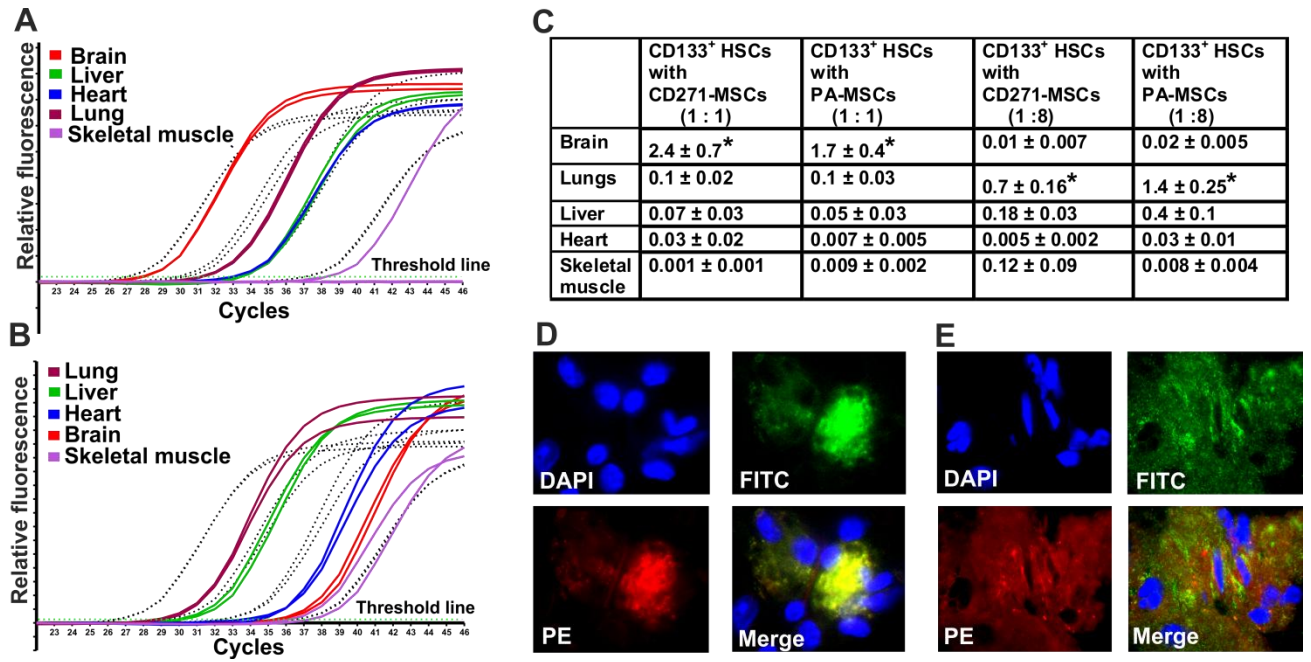 A
Relative fluorescence
Brain
Liver
Heart
Lung
Skeletal muscle
Threshold line
23 24 25 26 27 28 29 30 31 32 33 34 35 36 37 38 39 40 41 42 43 44 45 46
Cycles
B
Relative fluorescence
Lung
Liver
Heart
Brain
Skeletal muscle
Threshold line
23 24 25 26 27 28 29 30 31 32 33 34 35 36 37 38 39 40 41 42 43 44 45 46
Cycles
C
CD133+ HSCs with CD271-MSCs (1 : 1) CD133+ HSCs with PA-MSCs (1 : 1) CD133+ HSCs with CD271-MSCs (1 :8) CD133+ HSCs with PA-MSCs (1:8)
Brain 2.4 ± 0.7* 1.7 ± 0.4* 0.01 ± 0.007 0.02 ± 0.005
Lungs 0.1 ± 0.02 0.1 ± 0.03 0.7 ± 0.16* 1.4 ± 0.25*
Liver 0.07 ± 0.03 0.05 ± 0.03 0.18 ± 0.03 0.4 ± 0.1
Heart 0.03 ± 0.02 0.007 ± 0.005 0.005 ± 0.002 0.03 ± 0.01
Skeletal muscle 0.001 ± 0.001 0.009 ± 0.002 0.12 ± 0.09 0.008 ± 0.004
D
DAPI
FITC
PE
Merge
E
DAPI
FITC
PE
Merge